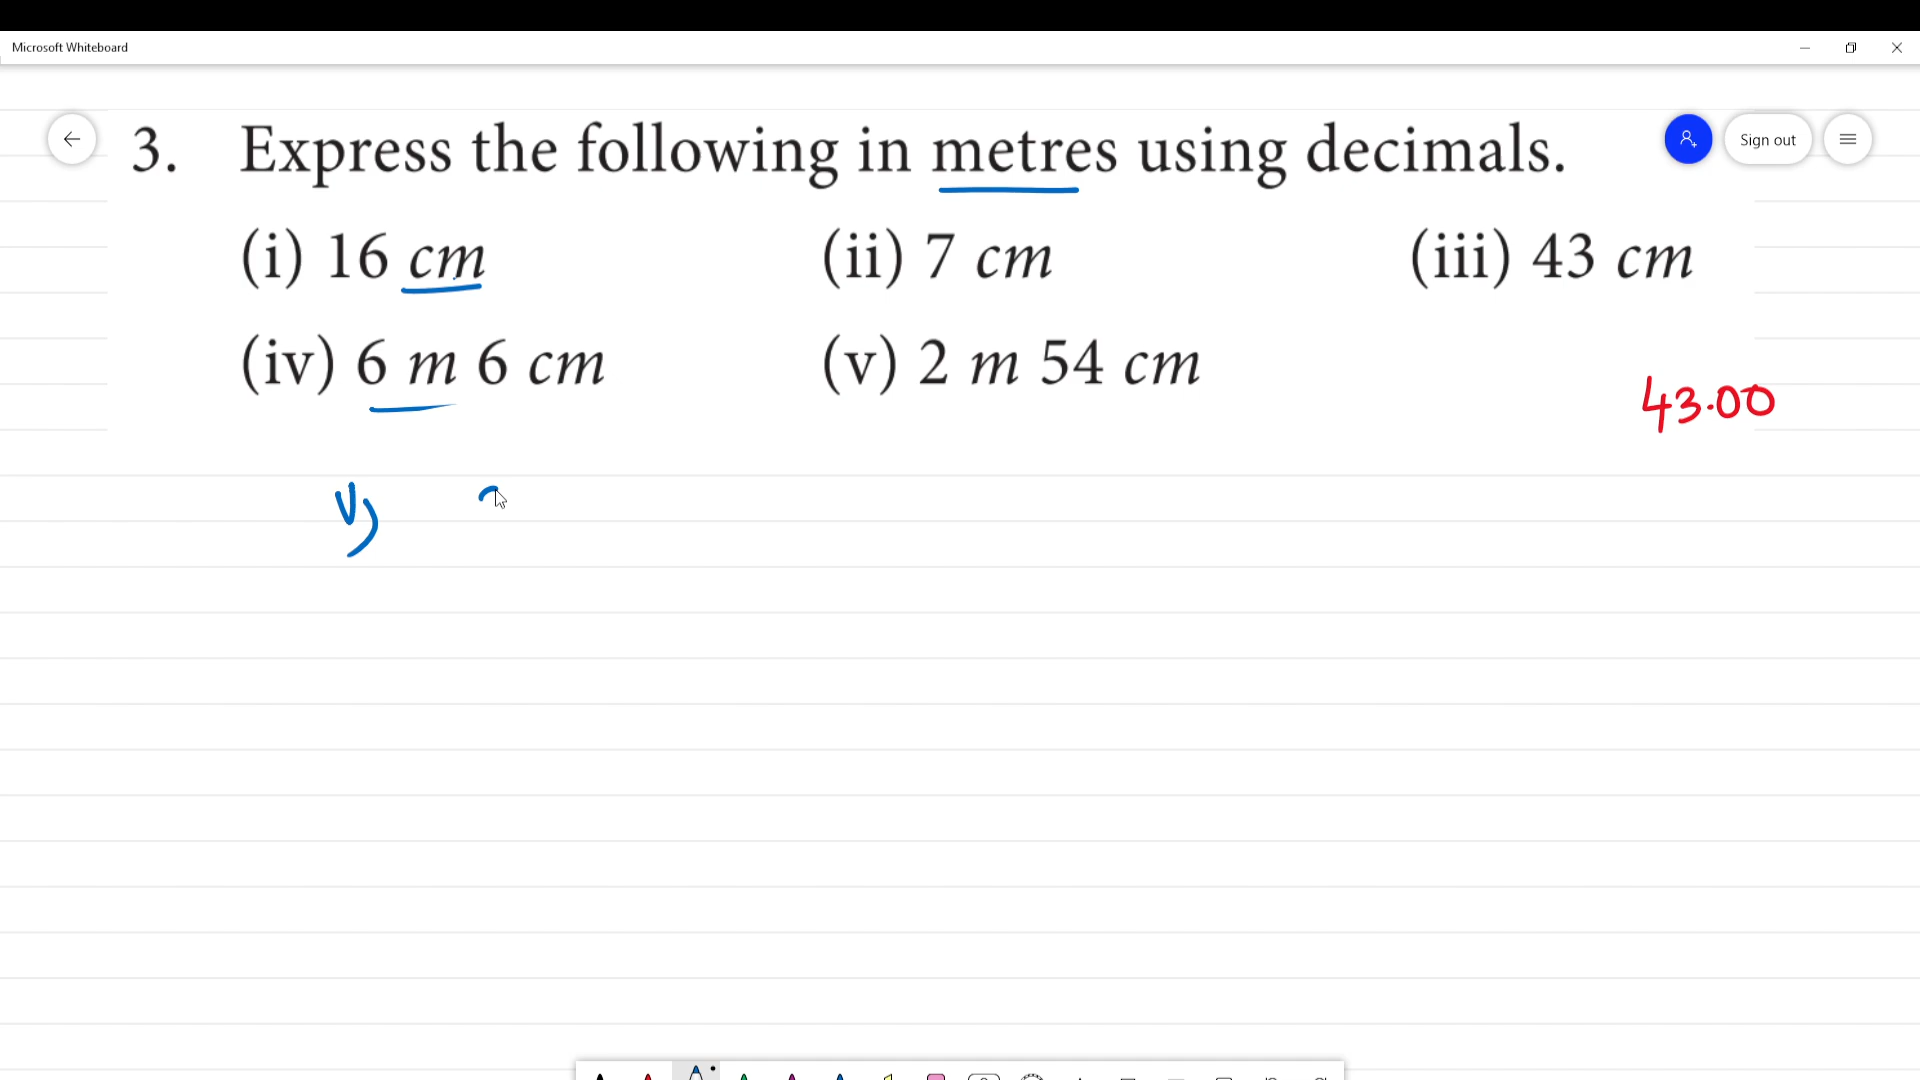 Microsoft Whiteboard
3. Express the following in metres using decimals.
Sign out
(i) 16 cm (ii) 7 cm (iii) 43 cm
(iv) 6 m 6 cm (v) 2 m 54 cm
43.00
v)